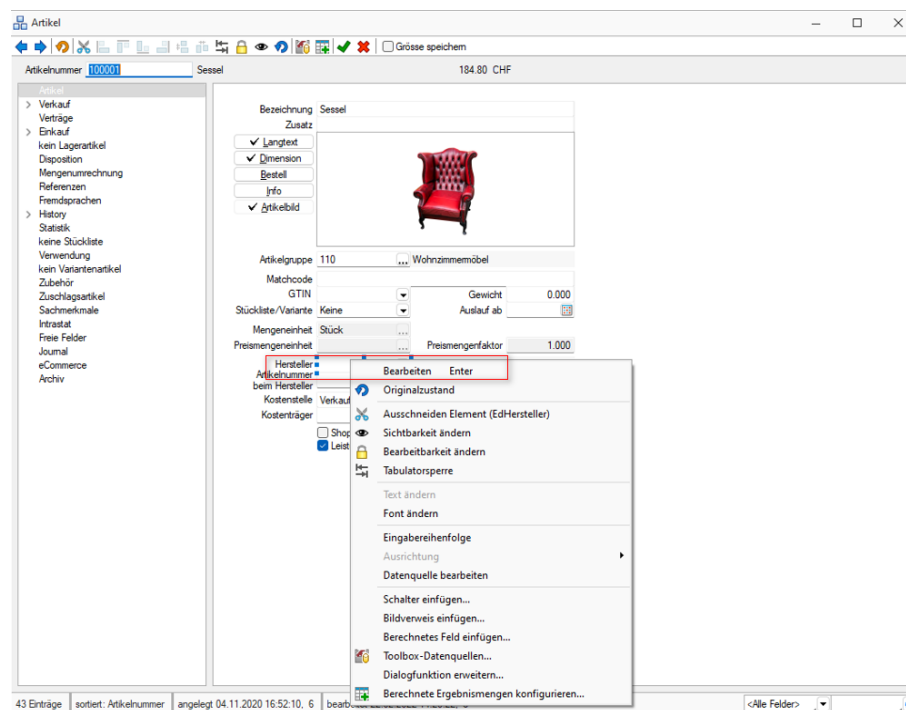 Artikel
Grösse speichern
Artikelnummer 100001 Sessel 184.80 CHF
Artikel
Verkauf
Verträge
Einkauf
kein Lagerartikel
Disposition
Mengenumrechnung
Referenzen
Fremdsprachen
History
Statistik
keine Stückliste
Verwendung
kein Variantenartikel
Zubehör
Zuschlagsartikel
Sachmerkmale
Intrastat
Freie Felder
Journal
eCommerce
Archiv
Bezeichnung Sessel
Zusatz
Langtext
Dimension
Bestell
Info
Artikelbild
Artikelgruppe 110 ... Wohnzimmermöbel
Matchcode
GTIN Gewicht 0.000
Stückliste/Variante Keine Auslauf ab
Mengeneinheit Stück ...
Preismengeneinheit ... Preismengenfaktor 1.000
Hersteller
Artikelnummer
beim Hersteller
Kostenstelle Verkauf
Kostenträger
Shop
Leist
Bearbeiten Enter
Originalzustand
Ausschneiden Element (EdHersteller)
Sichtbarkeit ändern
Bearbeitbarkeit ändern
Tabulatorsperre
Text ändern
Font ändern
Eingabereihenfolge
Ausrichtung
Datenquelle bearbeiten
Schalter einfügen...
Bildverweis einfügen...
Berechnetes Feld einfügen...
Toolbox-Datenquellen...
Dialogfunktion erweitern...
Berechnete Ergebnismengen konfigurieren...
43 Einträge sortiert: Artikelnummer angelegt 04.11.2020 16:52:10, 6 <Alle Felder>